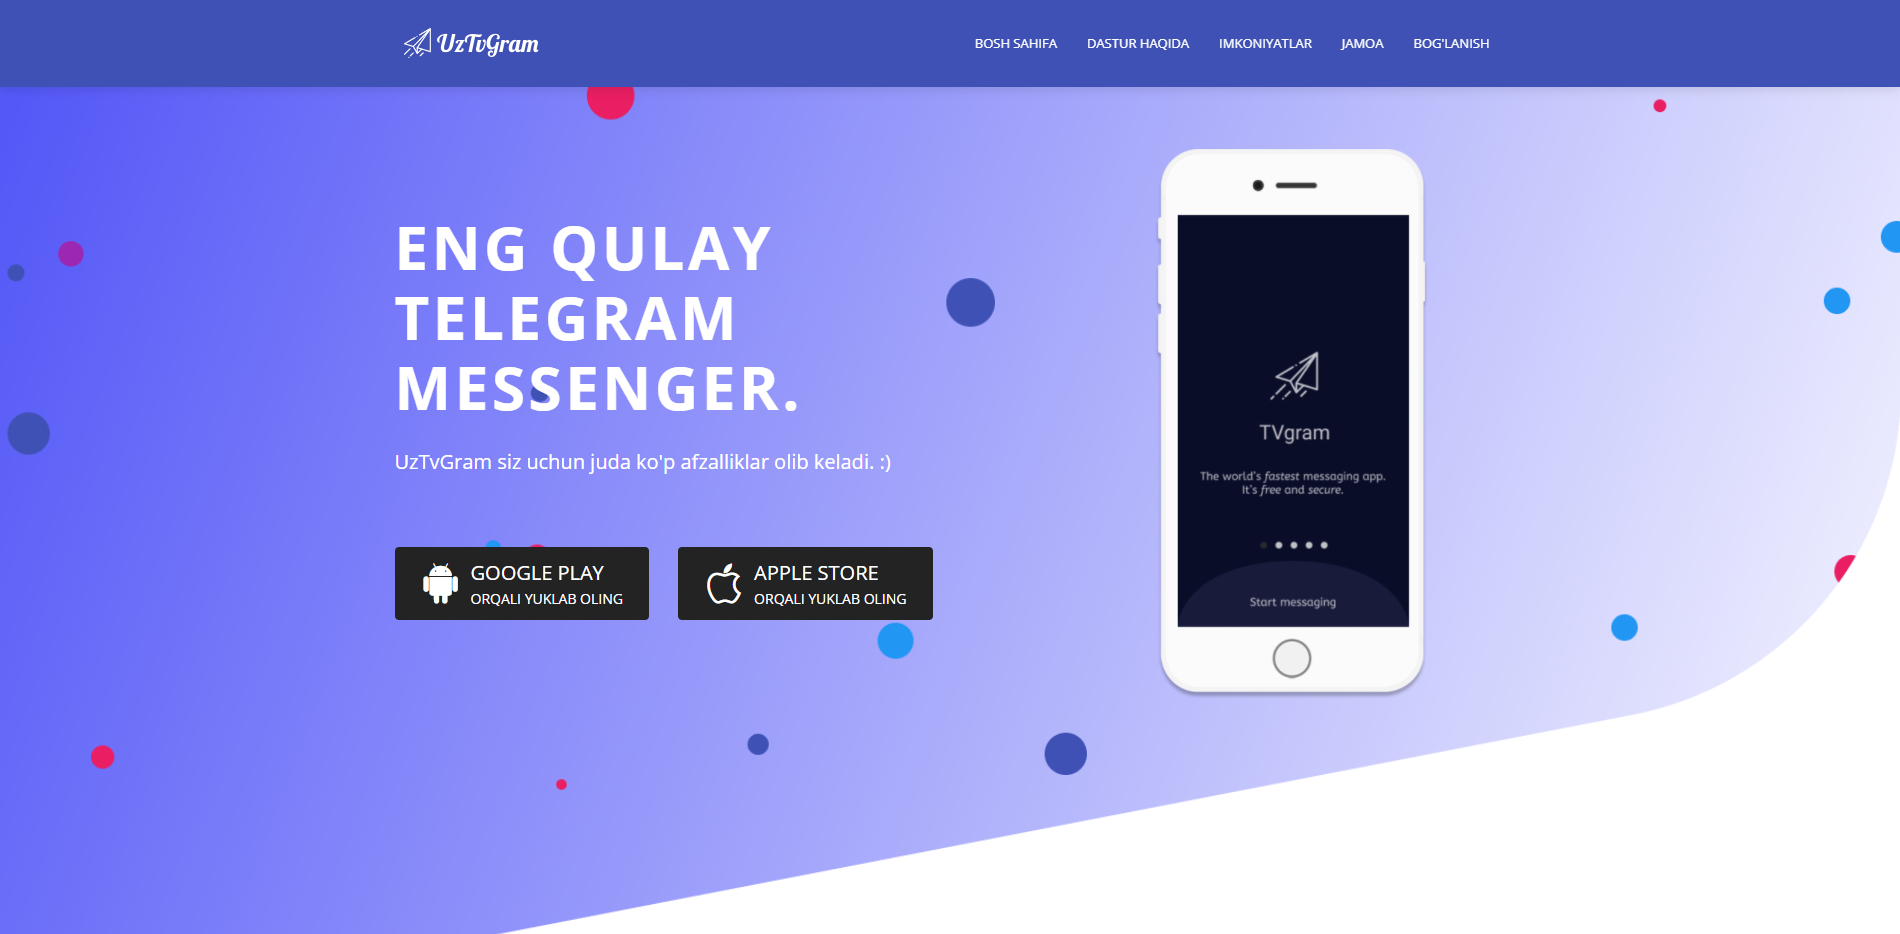 UzTvGram
BOSH SAHIFA
DASTUR HAQIDA
IMKONIYATLAR
JAMOA
BOG'LANISH
ENG QULAY
TELEGRAM
MESSENGER.
UzTvGram siz uchun juda ko'p afzalliklar olib keladi. :)
GOOGLE PLAY
ORQALI YUKLAB OLING
APPLE STORE
ORQALI YUKLAB OLING
TVgram
The world's fastest messaging app.
It's free and secure.
Start messaging